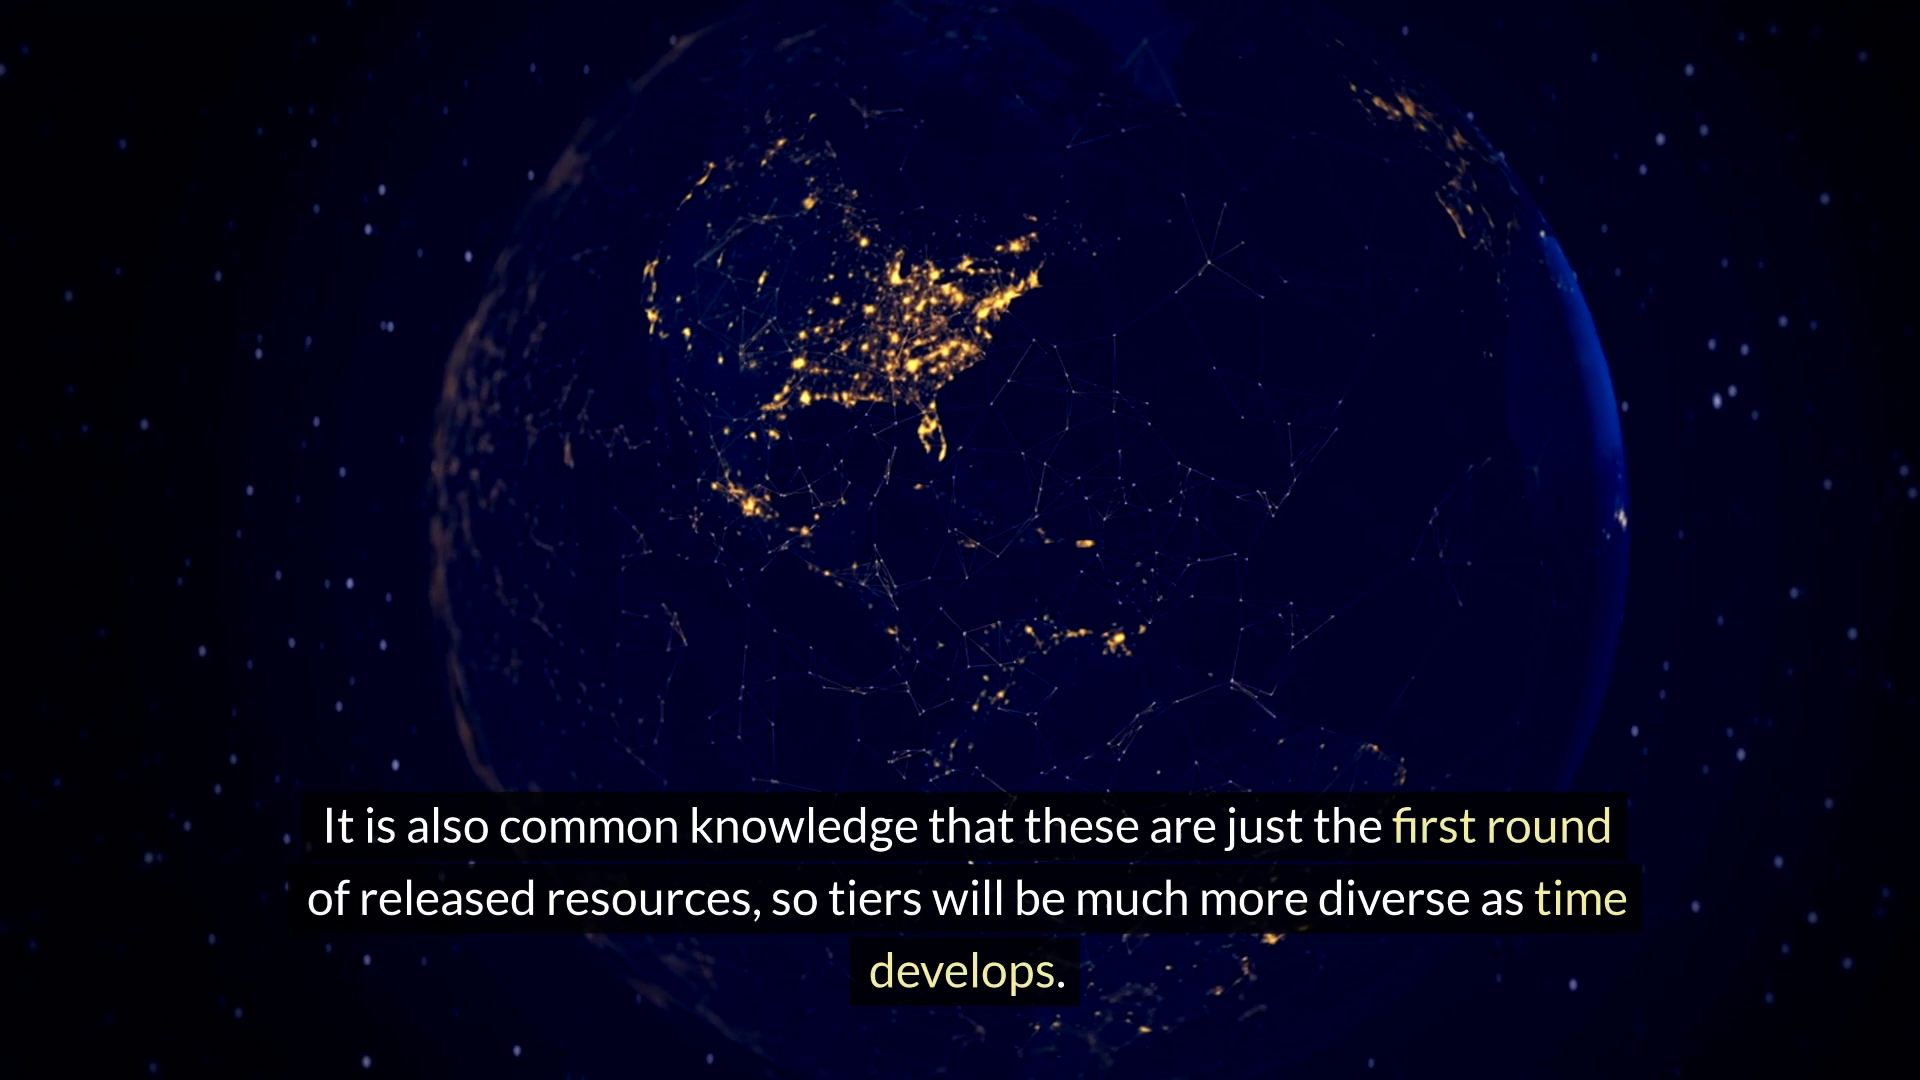 It is also common knowledge that these are just the first round
of released resources, so tiers will be much more diverse as time
develops.